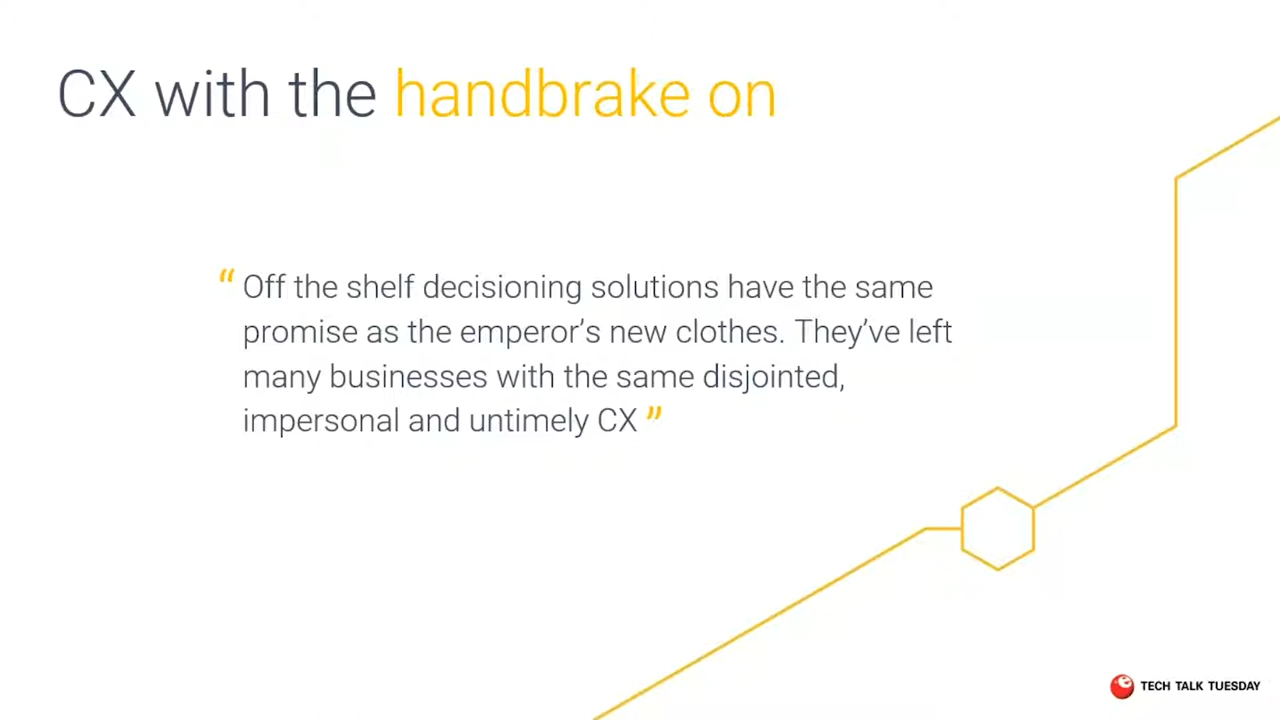 CX with the handbrake on
“ Off the shelf decisioning solutions have the same
promise as the emperor’s new clothes. They’ve left
many businesses with the same disjointed,
impersonal and untimely CX ”
TECH TALK TUESDAY